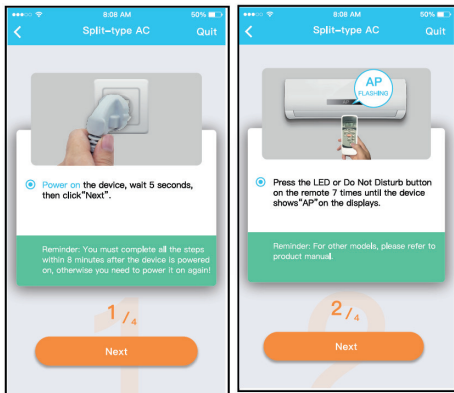 8:08 AM
50%
Split-type AC
Quit
Power on the device, wait 5 seconds,
then click"Next".
Reminder: You must complete all the steps
within 8 minutes after the device is powered
on, otherwise you need to power it on again!
1/4
Next
8:08 AM
50%
Split-type AC
Quit
AP
FLASHING
Press the LED or Do Not Disturb button
on the remote 7 times until the device
shows"AP"on the displays.
Reminder: For other models, please refer to
product manual.
2/4
Next